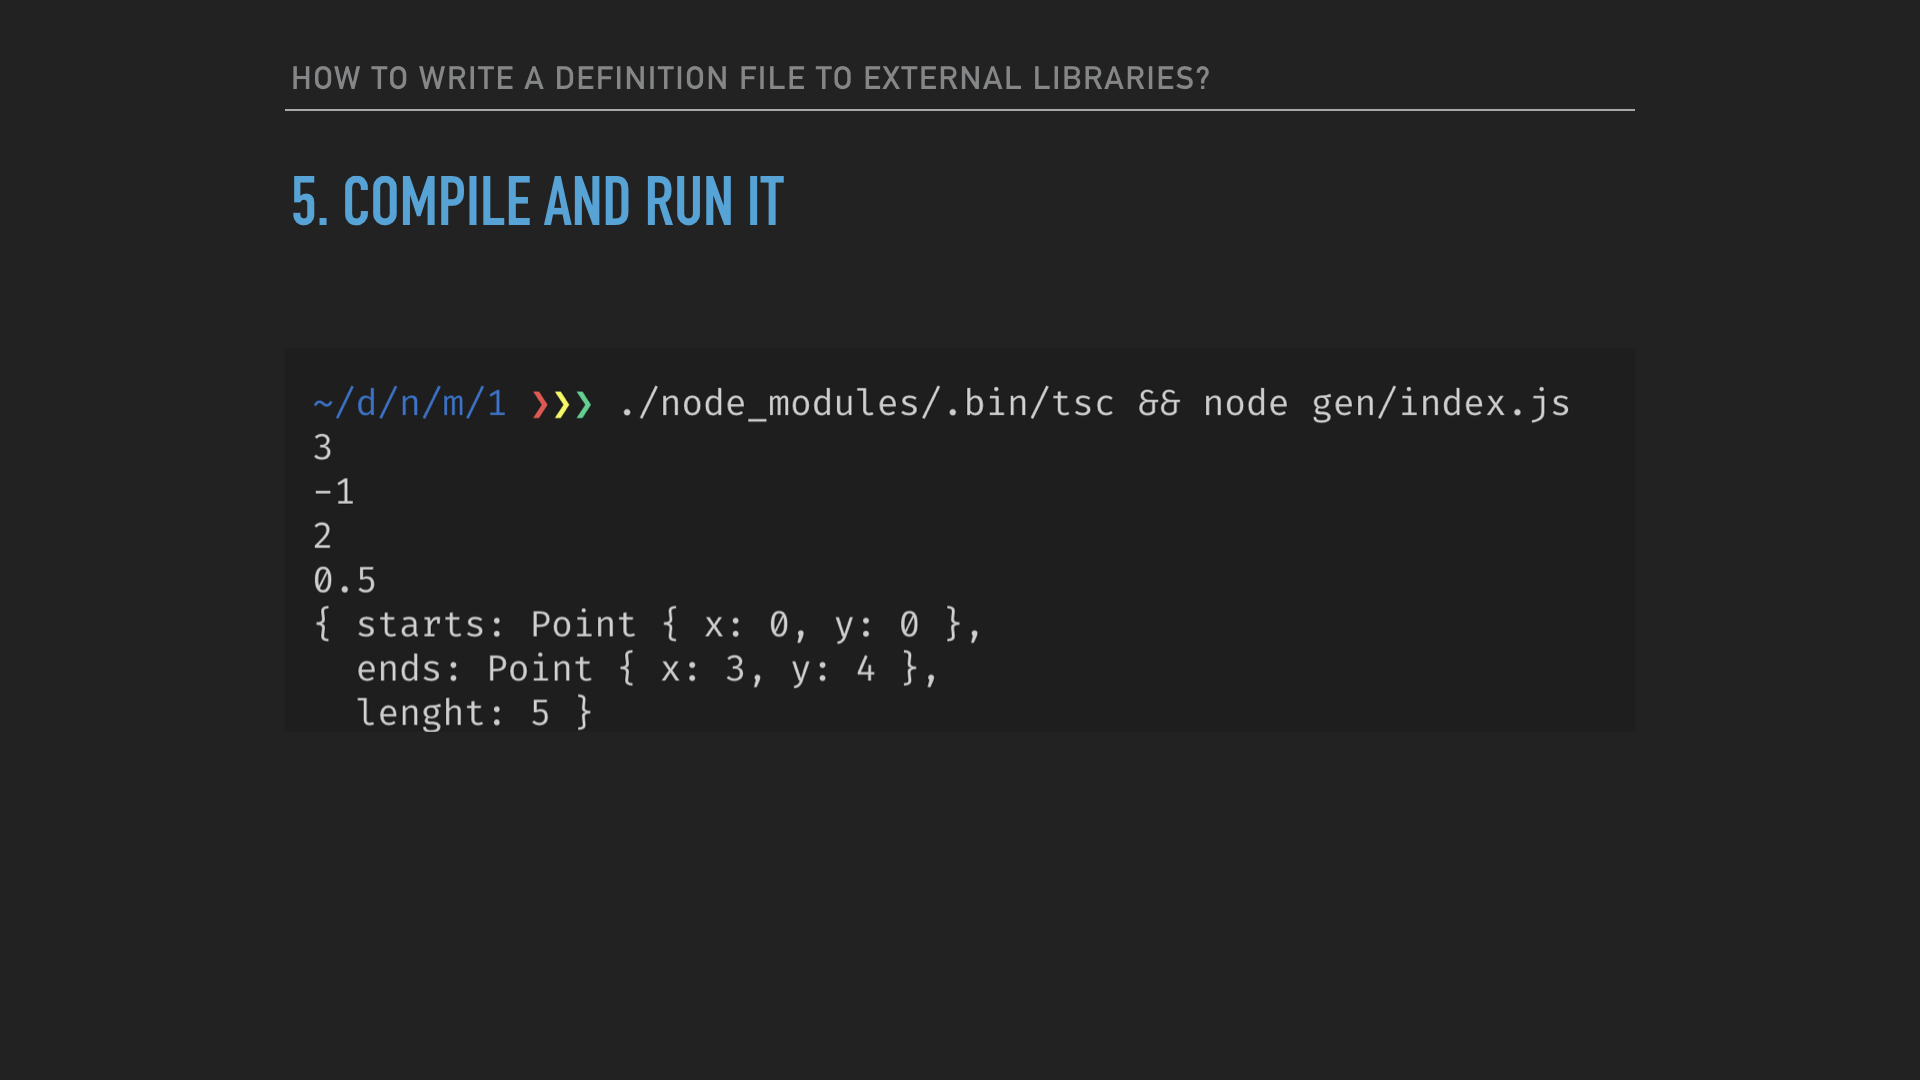 HOW TO WRITE A DEFINITION FILE TO EXTERNAL LIBRARIES?
5. COMPILE AND RUN IT
~/d/n/m/1 ❯❯❯ ./node_modules/.bin/tsc && node gen/index.js
3
-1
2
0.5
{ starts: Point { x: 0, y: 0 },
  ends: Point { x: 3, y: 4 },
  lenght: 5 }